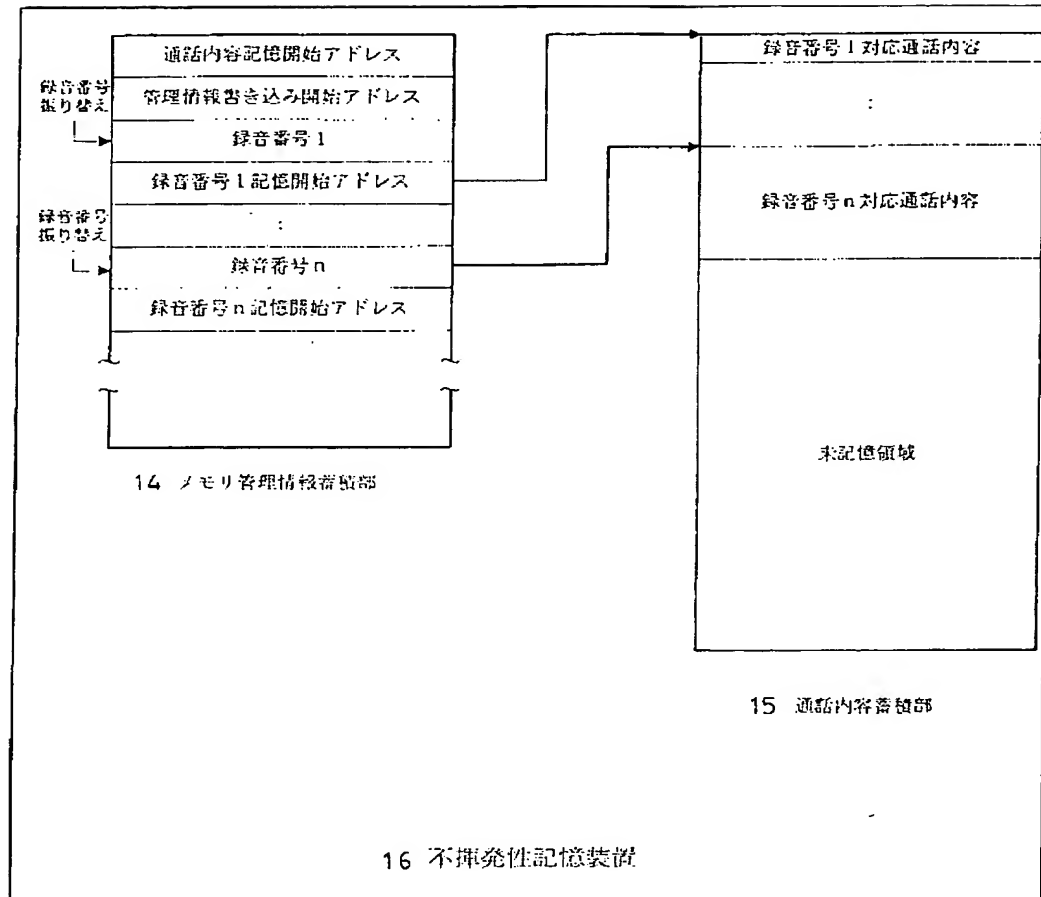 通話内容記憶開始アドレス
録音番号
振り替え
管理情報書き込み開始アドレス
録音番号1
録音番号1記憶開始アドレス
録音番号
振り替え
:
録音番号n
録音番号n記憶開始アドレス
14 メモリ管理情報蓄積部
録音番号1対応通話内容
:
録音番号n対応通話内容
未記憶領域
15 通話内容蓄積部
16 不揮発性記憶装置